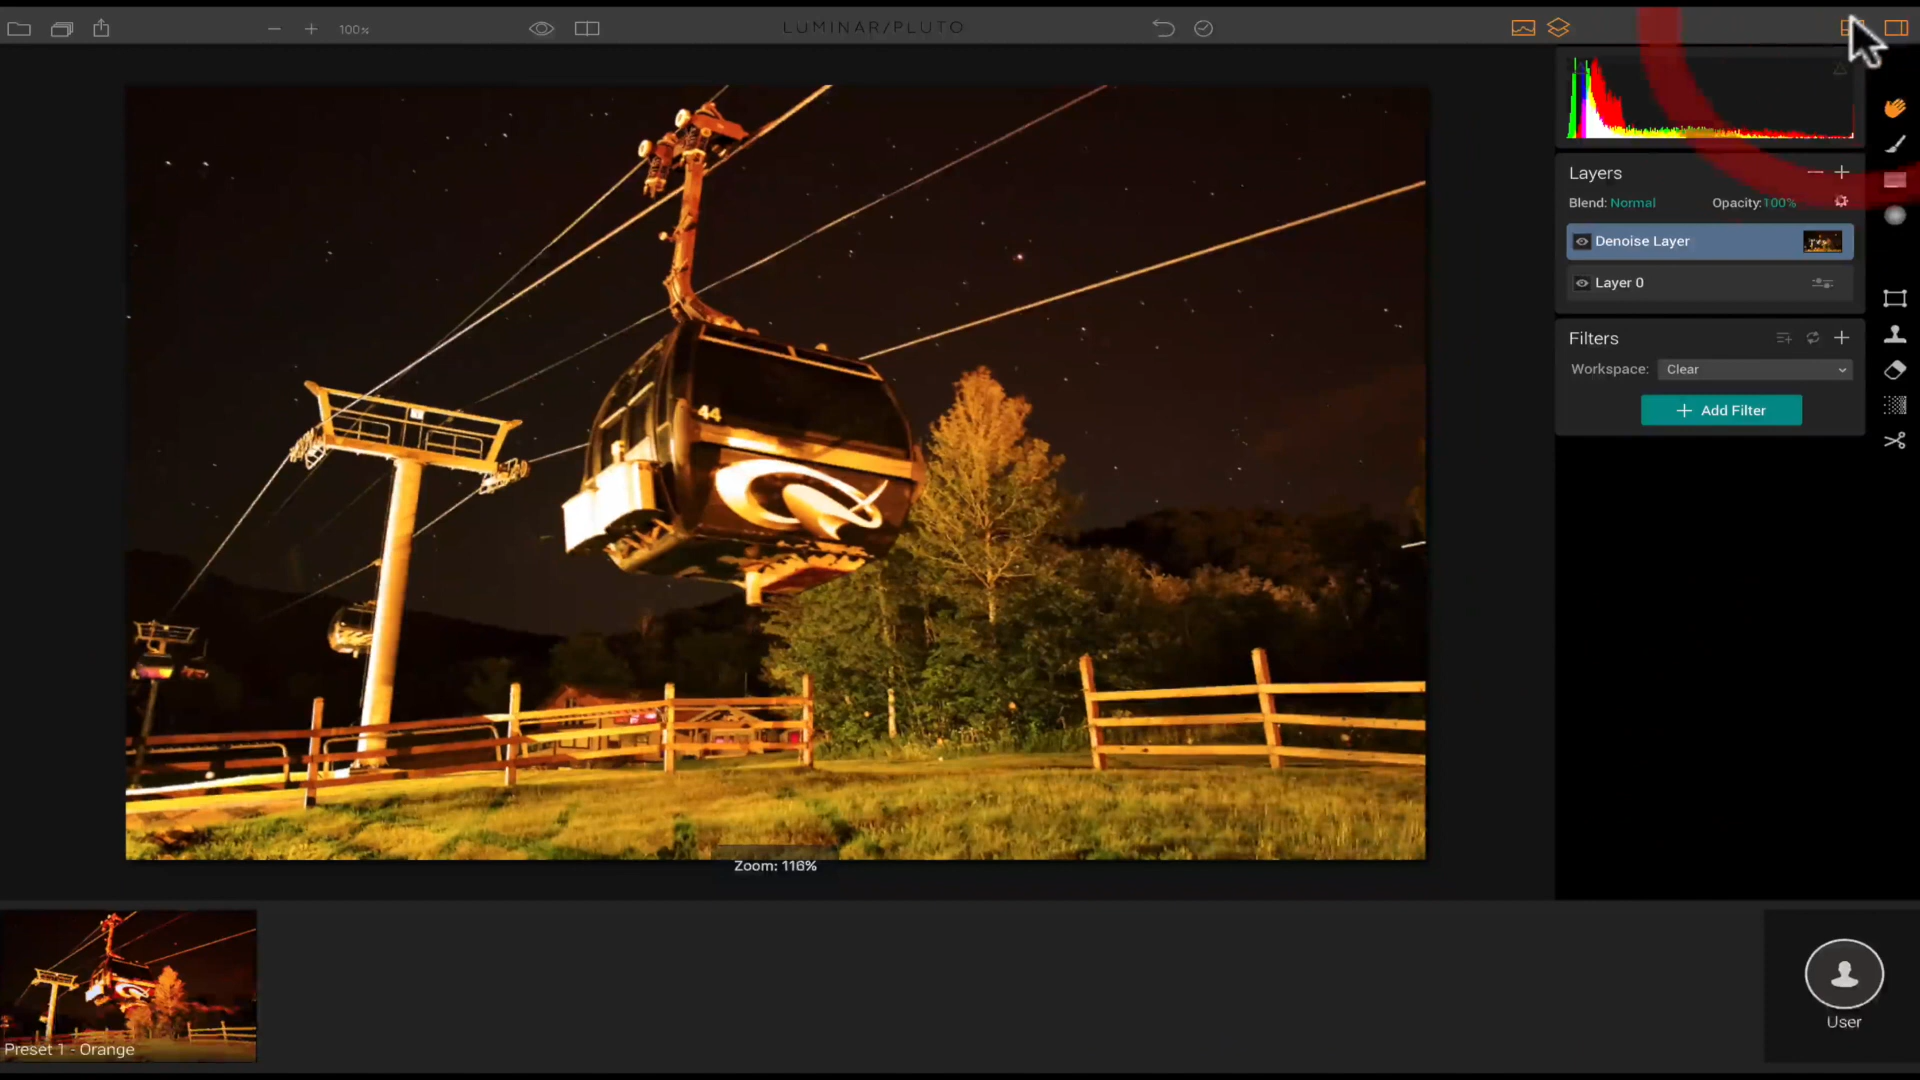 100%
LUMINAR/PLUTO
Layers
Blend: Normal
Opacity:100%
Denoise Layer
Layer 0
Filters
Workspace: Clear
Add Filter
44
Zoom: 116%
Preset 1 - Orange
User